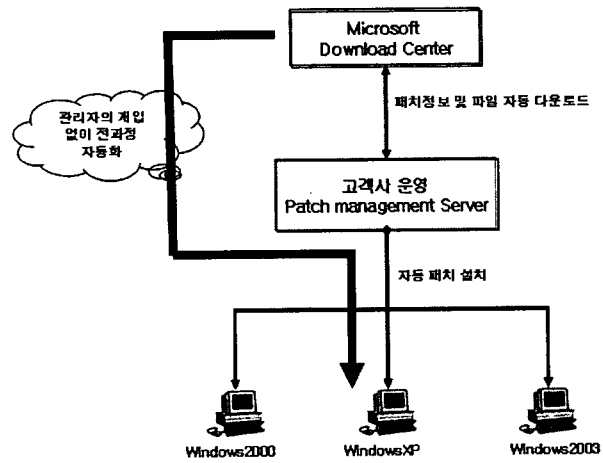 Microsoft
Download Center
패치정보 및 파일 자동 다운로드
관리자의 개입
없이 전과정
자동화
고객사 운영
Patch management Server
자동 패치 설치
Windows2000
WindowsXP
Windows2003